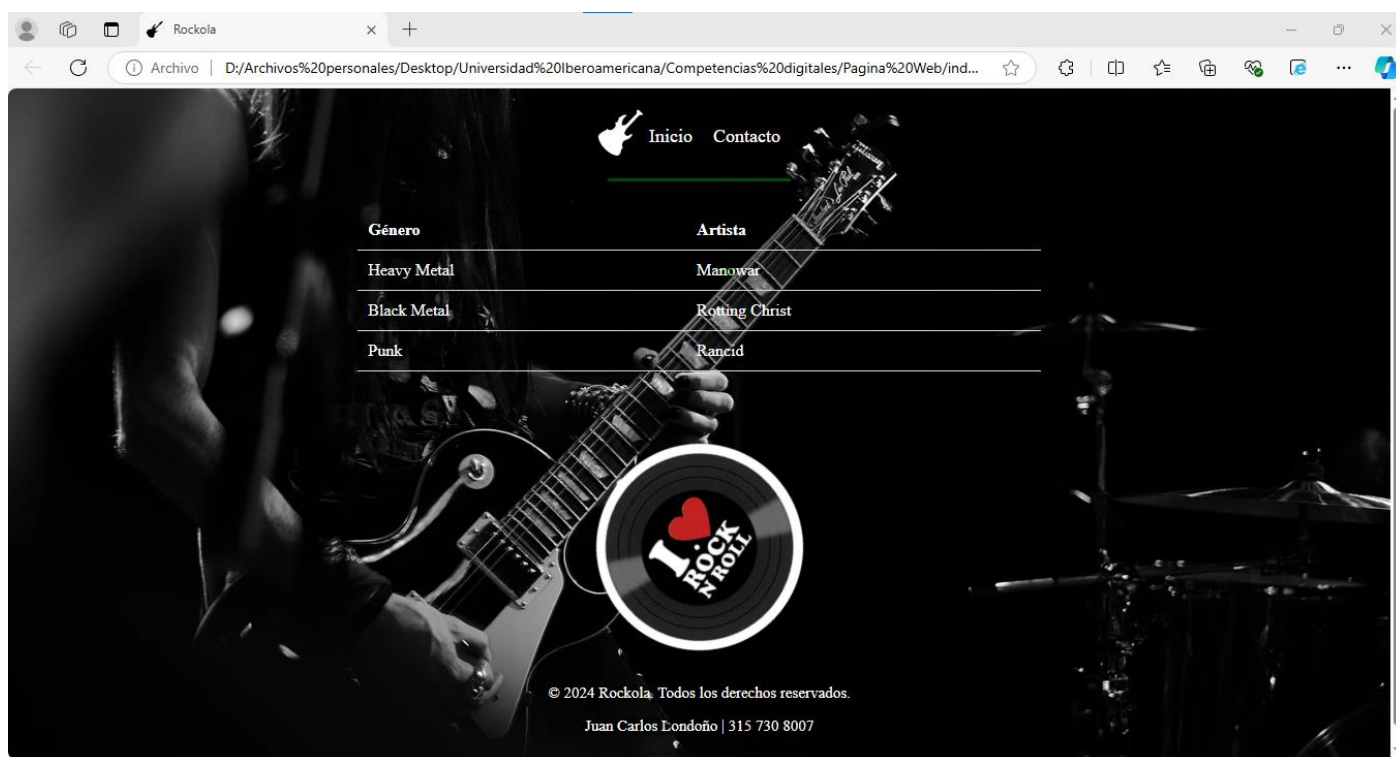 Rockola
Archivo | D:/Archivos%20personales/Desktop/Universidad%20Iberoamericana/Competencias%20digitales/Pagina%20Web/ind...
Inicio Contacto
Género Artista
Heavy Metal Manowar
Black Metal Rotting Christ
Punk Rancid
I
ROCK
N ROLL
© 2024 Rockola. Todos los derechos reservados.
Juan Carlos Londoño | 315 730 8007